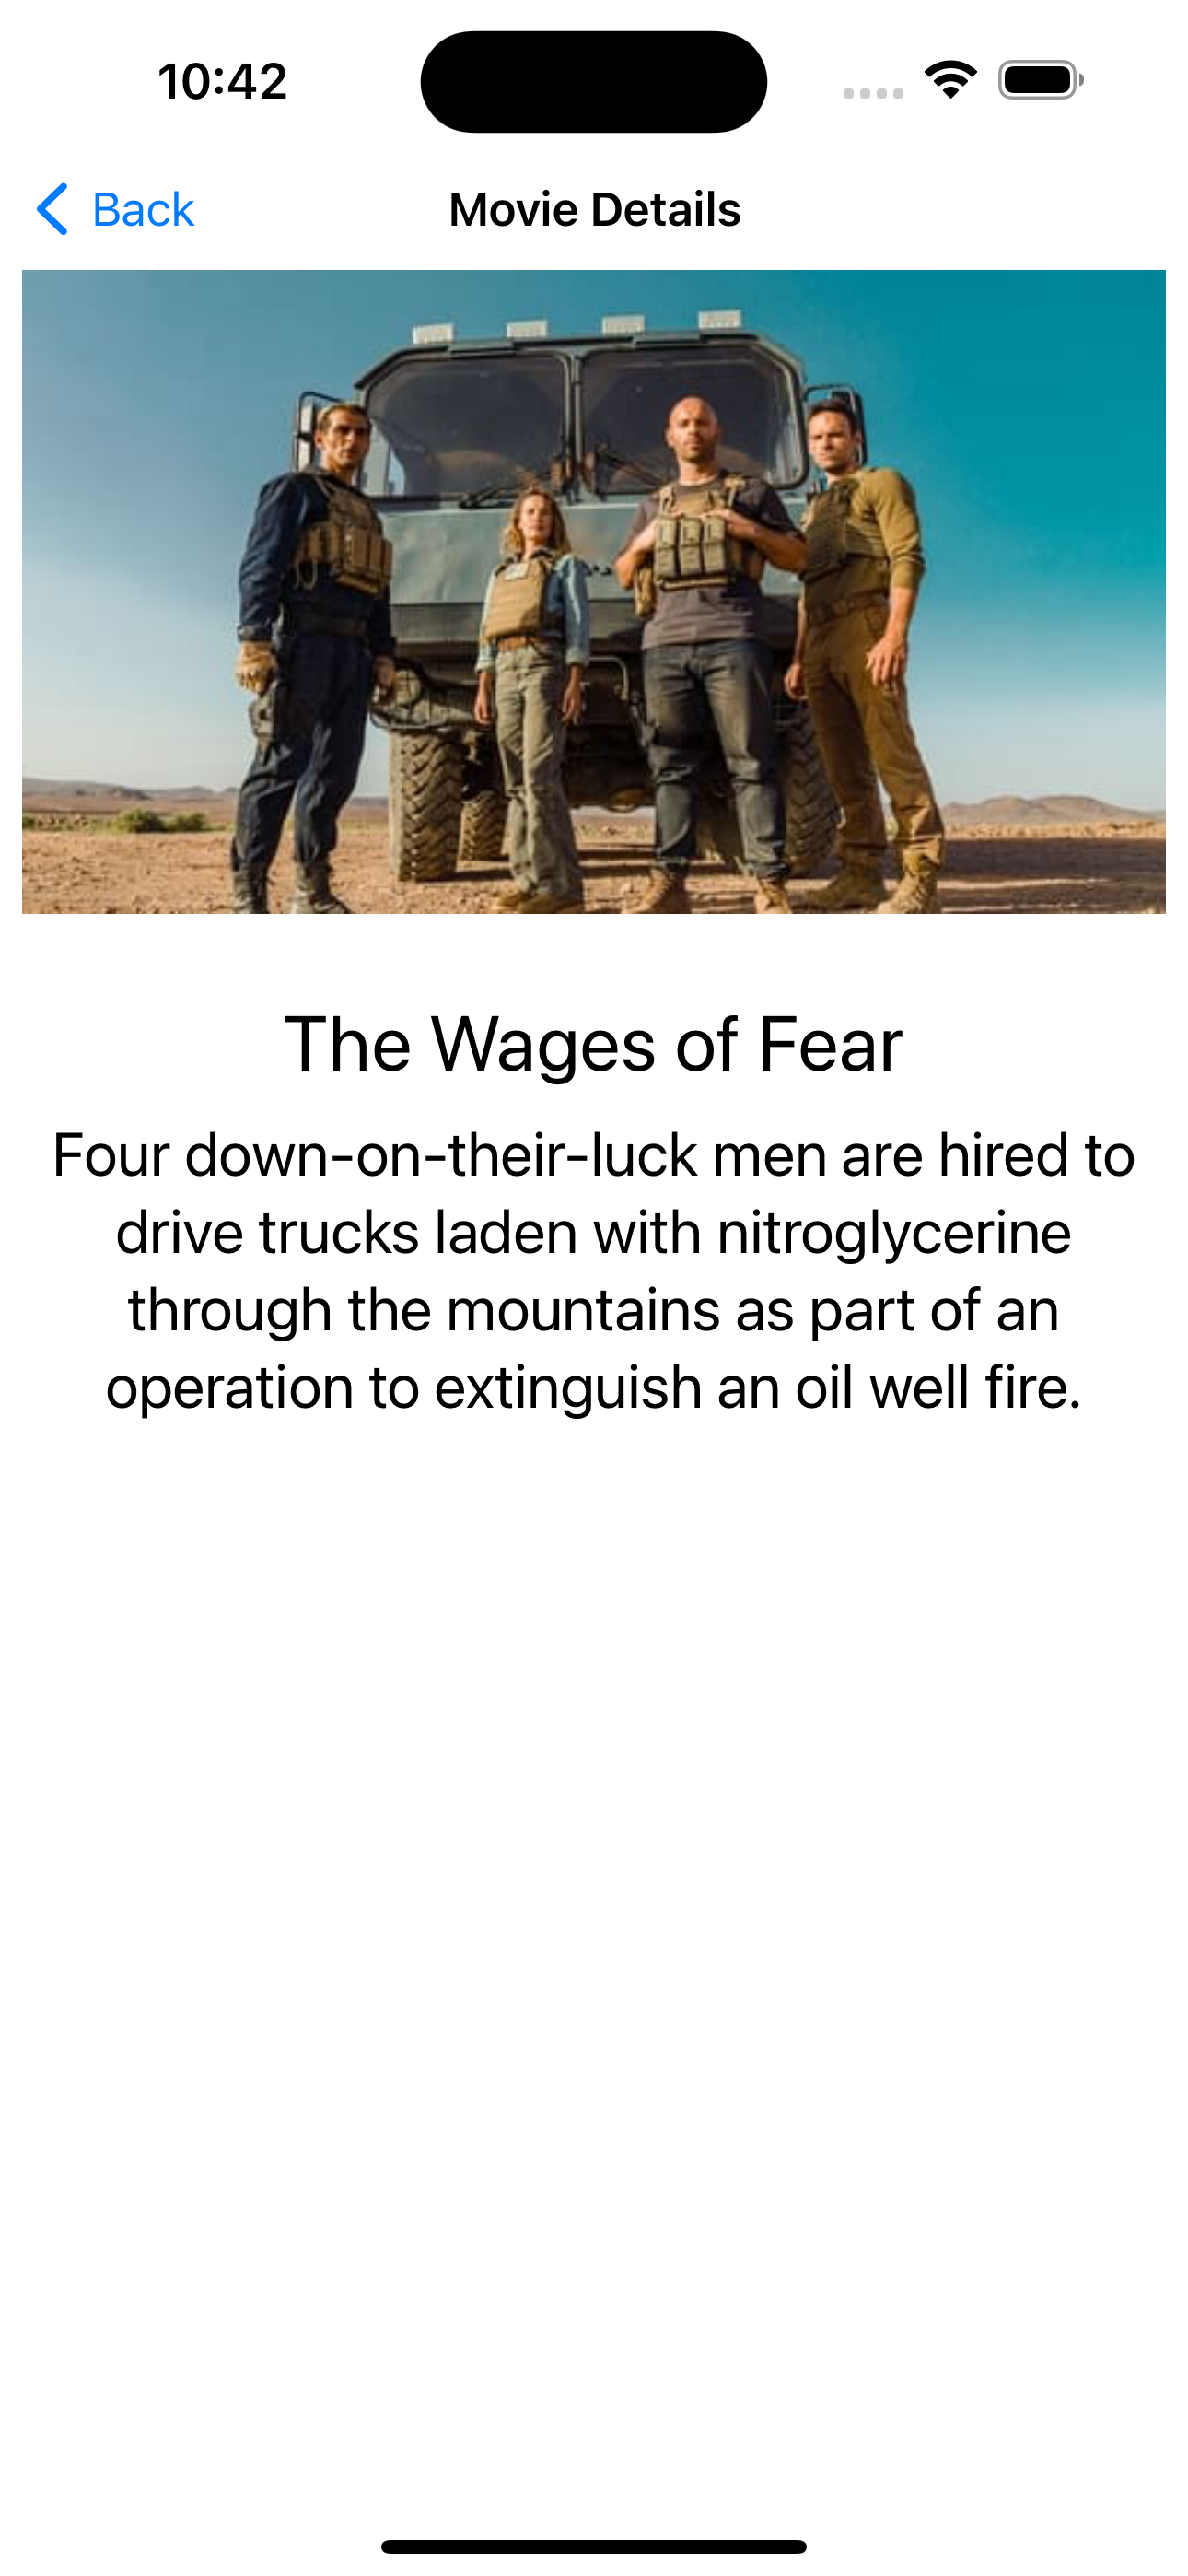 10:42
Back
Movie Details
The Wages of Fear
Four down-on-their-luck men are hired to
drive trucks laden with nitroglycerine
through the mountains as part of an
operation to extinguish an oil well fire.